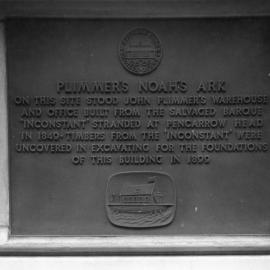 PLIMMER'S NOAH'S ARK
ON THIS SITE STOOD JOHN PLIMMER'S WAREHOUSE
AND OFFICE BUILT FROM THE SALVAGED BARQUE
"INCONSTANT" STRANDED AT PENCARROW HEAD
IN 1849-TIMBERS FROM THE "INCONSTANT" WERE
UNCOVERED IN EXCAVATING FOR THE FOUNDATIONS
OF THIS BUILDING IN 1899